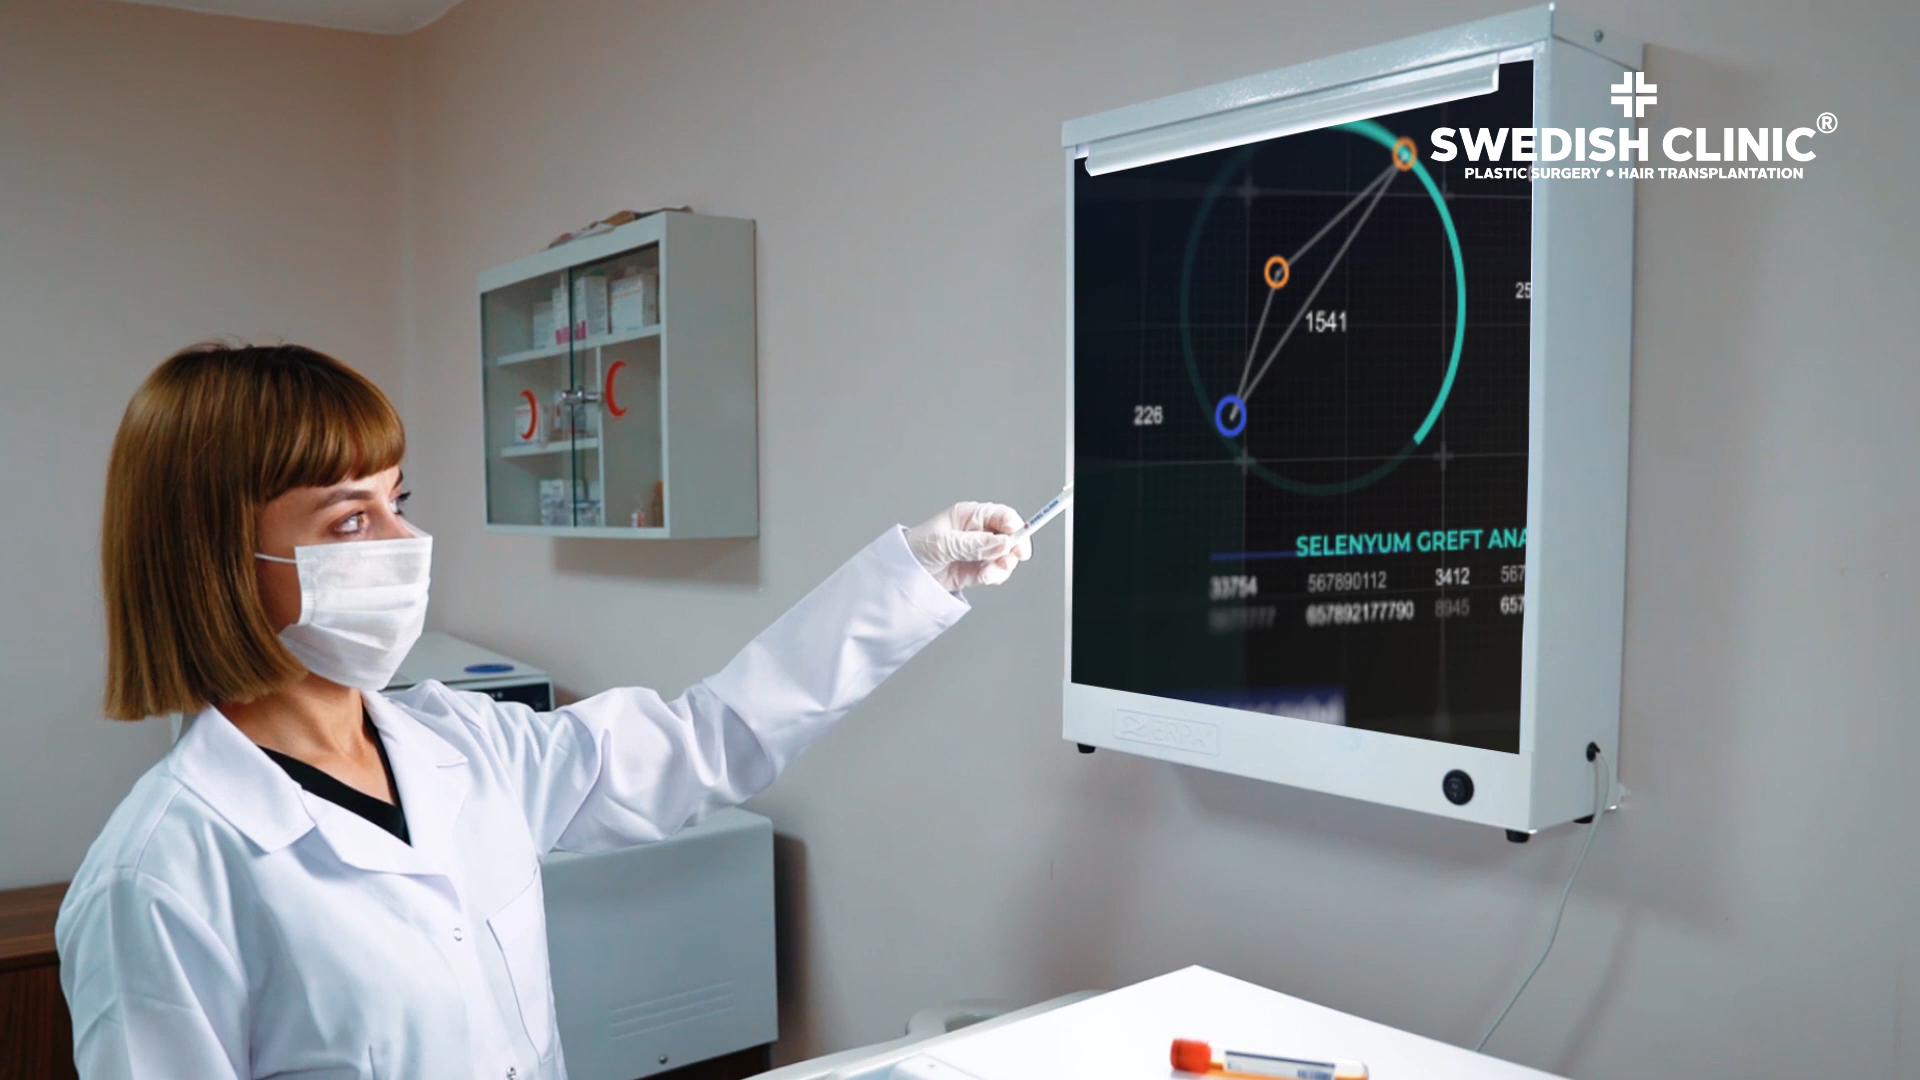 SWEDISH CLINIC®
PLASTIC SURGERY • HAIR TRANSPLANTATION
25
1541
226
SELENYUM GREFT ANA
33754 567890112 3412 567
657892177790 8945 657